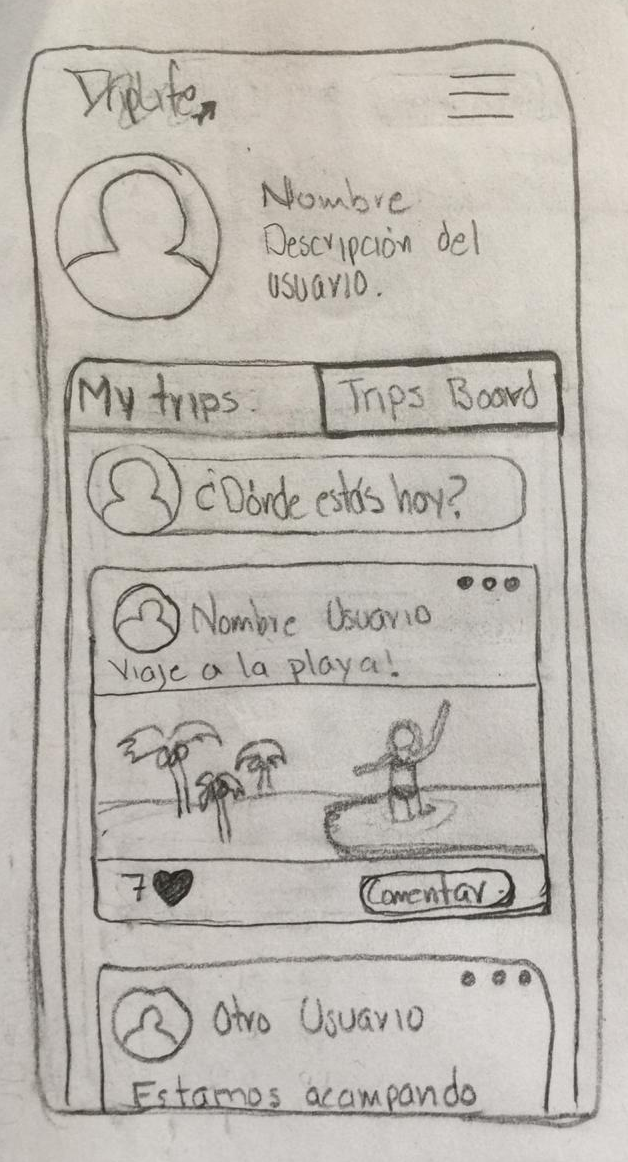 Nombre
Descripción del
usuario.
My trips.
Trips Board
¿Dónde estás hoy?
Nombre Usuario
Viaje a la playa!
7
Comentar.
Otro Usuario
Estamos acampando